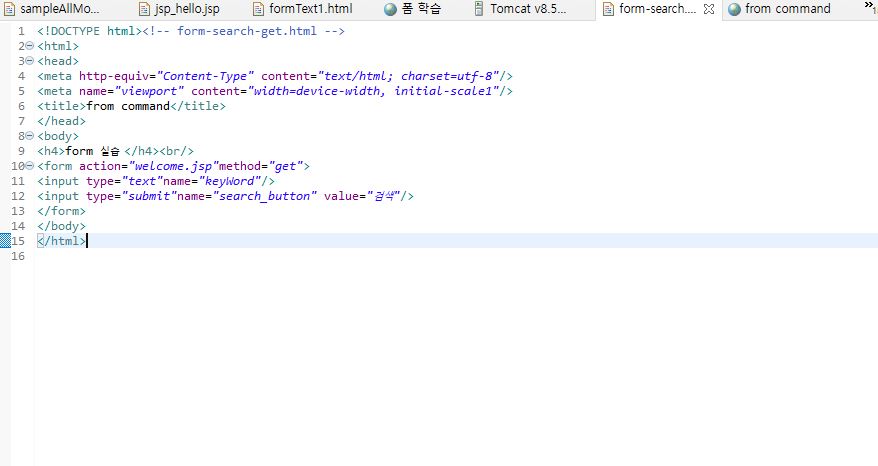 sampleAllMo... jsp_hello.jsp formText1.html 폼 학습 Tomcat v8.5... form-search.... from command »1
1 <!DOCTYPE html><!-- form-search-get.html -->
2 <html>
3 <head>
4 <meta http-equiv="Content-Type" content="text/html; charset=utf-8"/>
5 <meta name="viewport" content="width=device-width, initial-scale1"/>
6 <title>from command</title>
7 </head>
8 <body>
9 <h4>form 실습 </h4><br/>
10 <form action="welcome.jsp"method="get">
11 <input type="text"name="keyWord"/>
12 <input type="submit"name="search_button" value="검색"/>
13 </form>
14 </body>
15 </html>
16